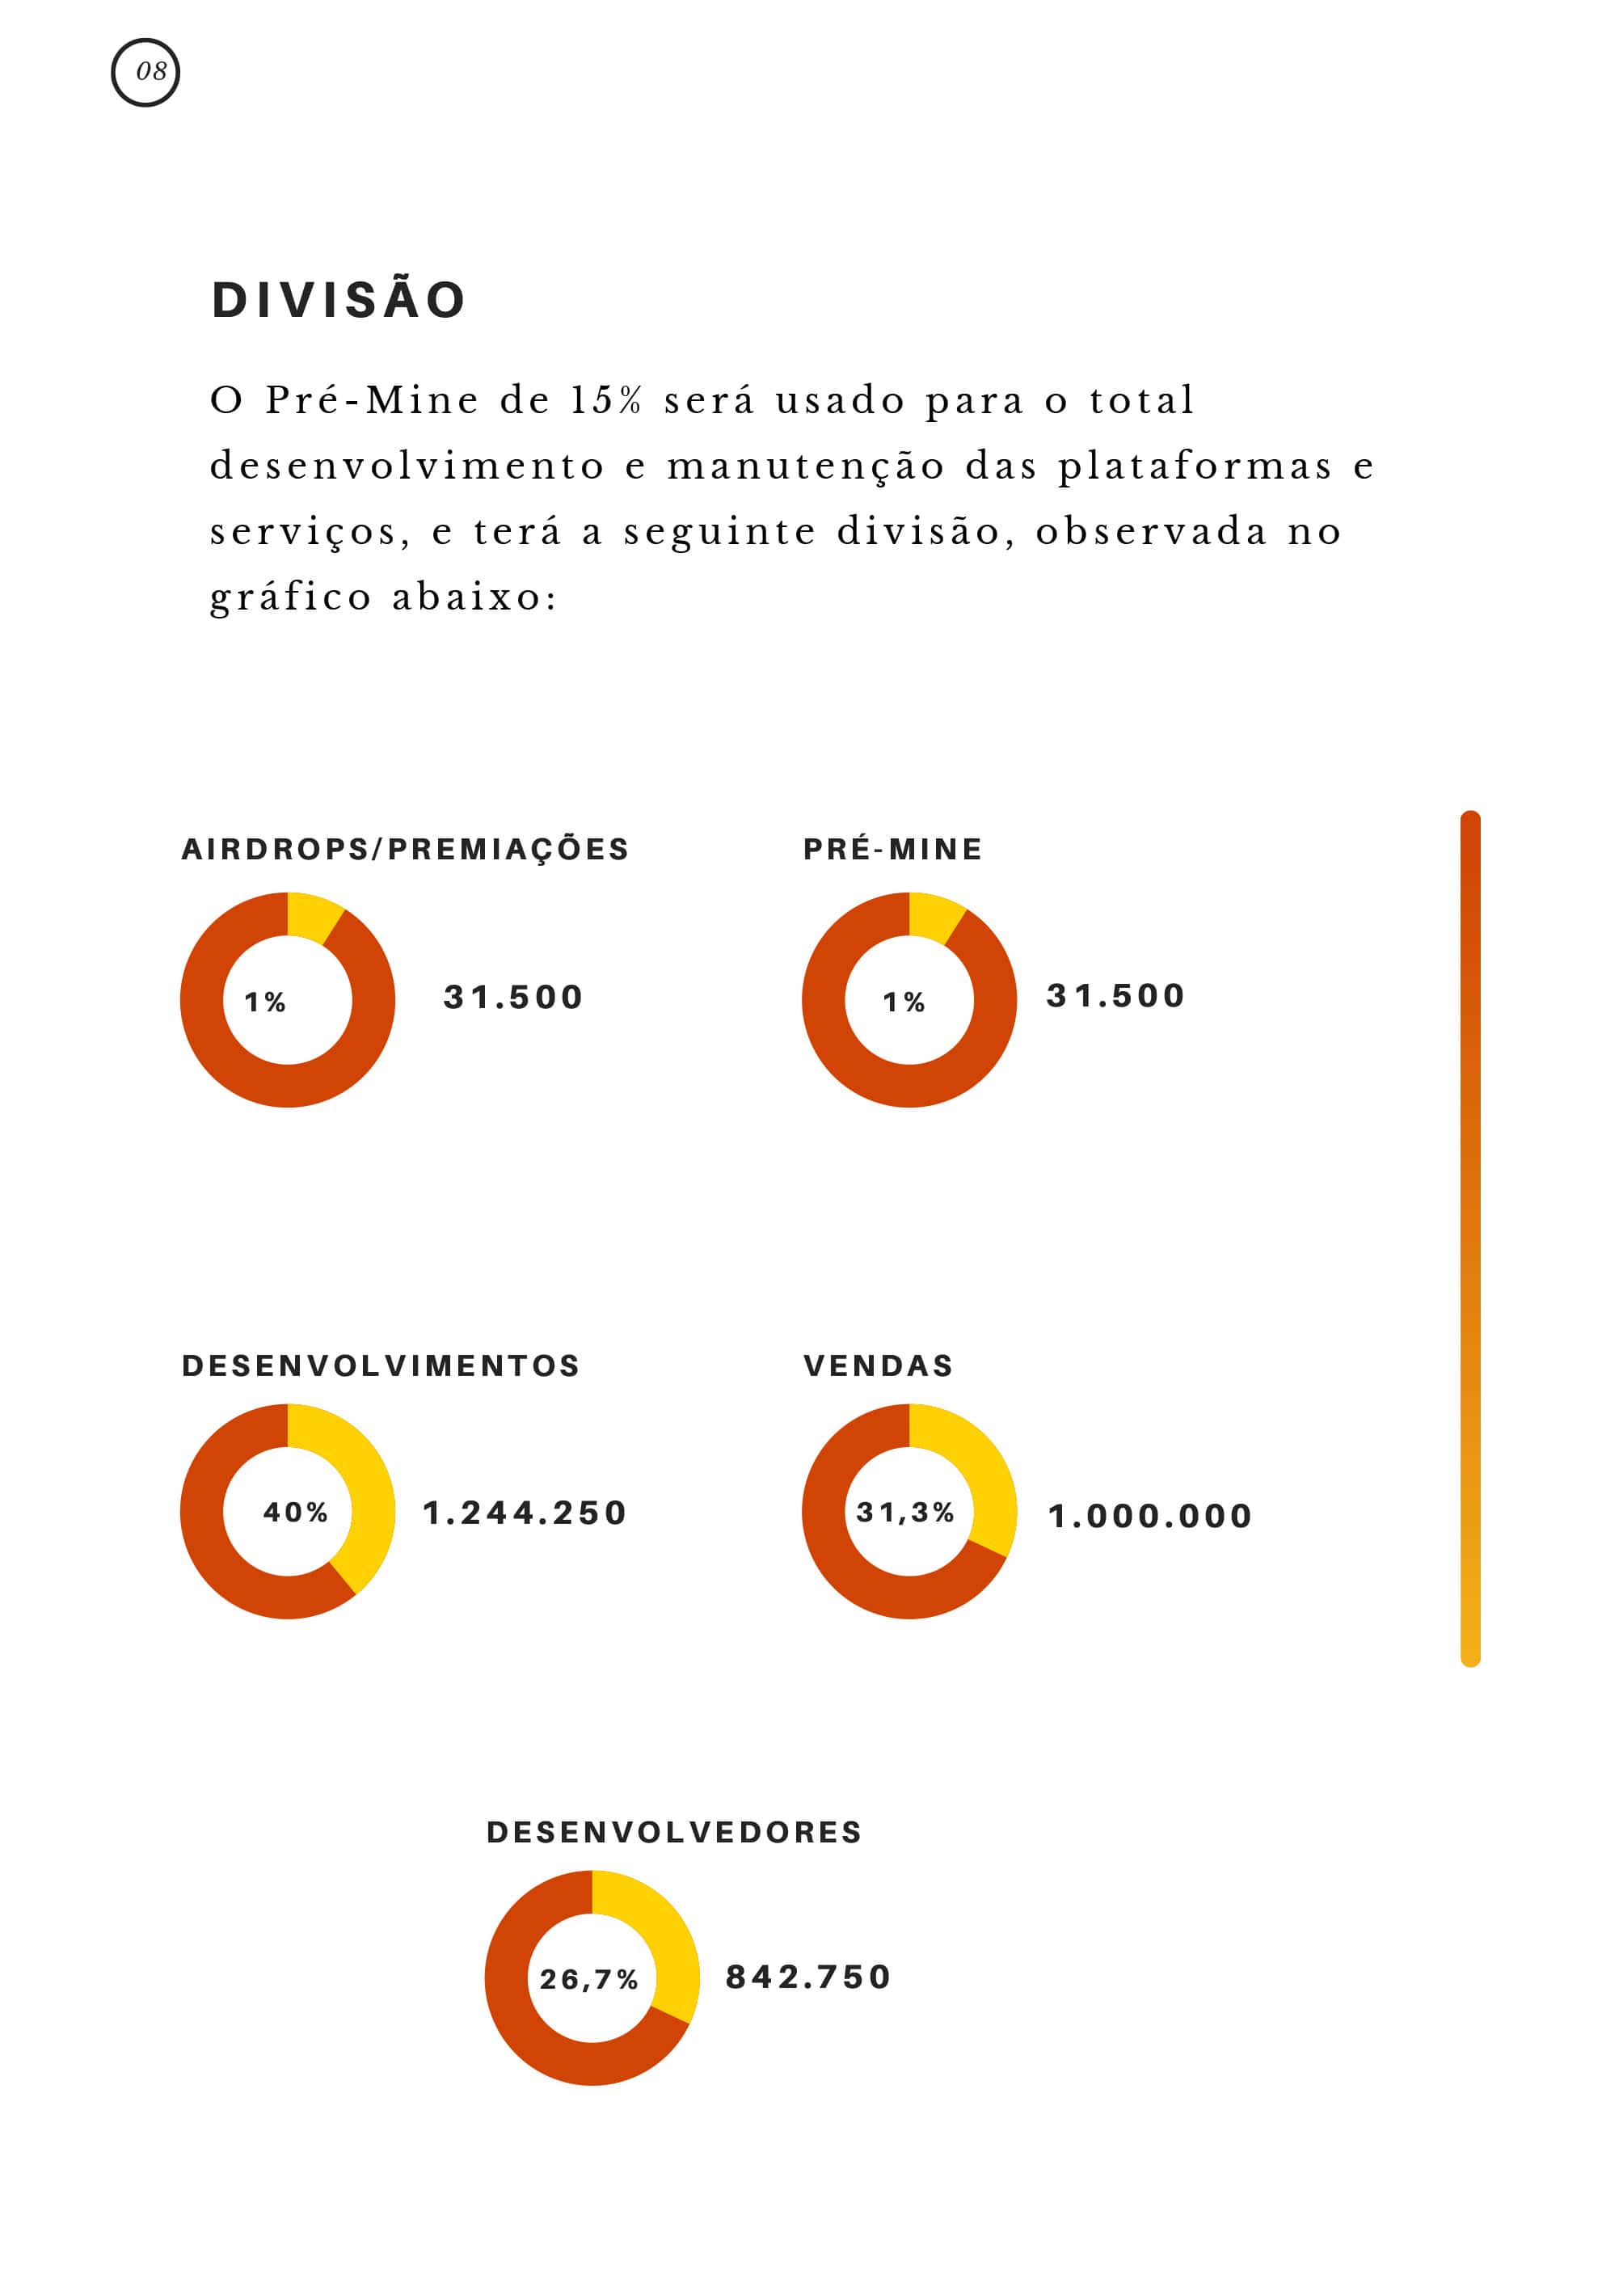 08
DIVISÃO
O Pré-Mine de 15% será usado para o total
desenvolvimento e manutenção das plataformas e
serviços, e terá a seguinte divisão, observada no
gráfico abaixo:
AIRDROPS/PREMIAÇÕES
1%
31.500
PRÉ-MINE
1%
31.500
DESENVOLVIMENTOS
40%
1.244.250
VENDAS
31,3%
1.000.000
DESENVOLVEDORES
26,7%
842.750